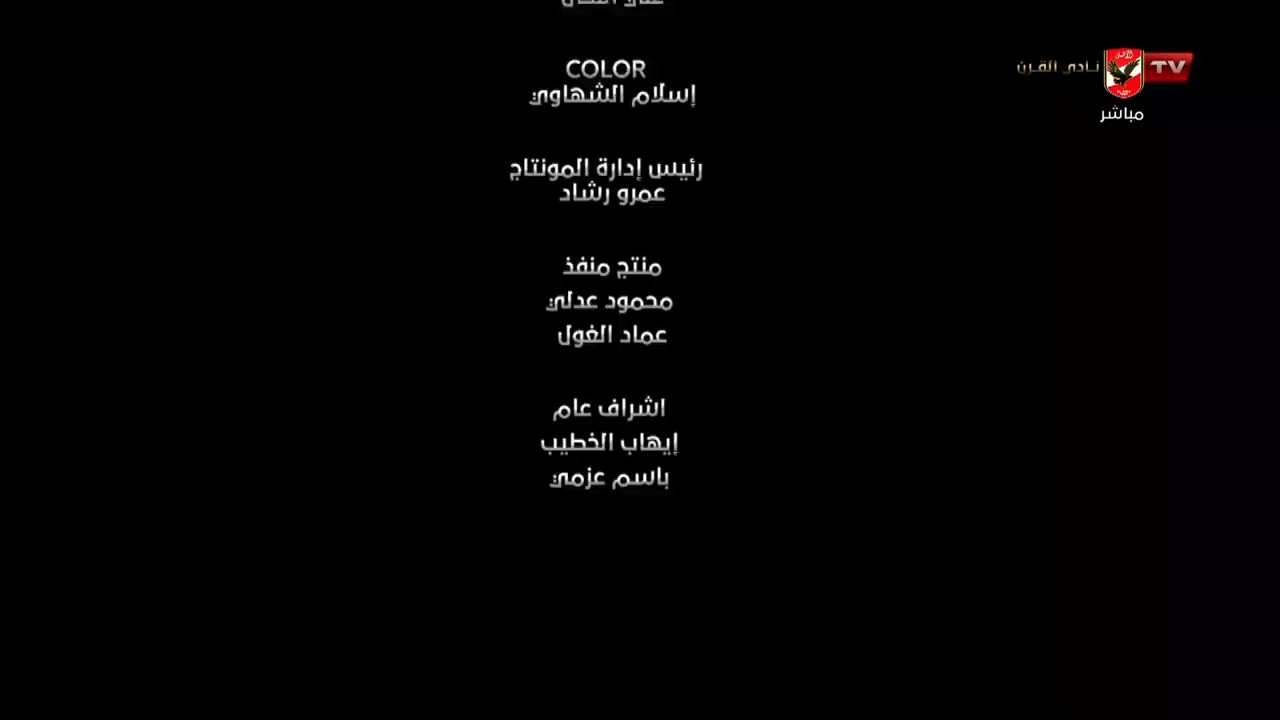 COLOR
إسلام الشهاوي
رئيس إدارة المونتاج
عمرو رشاد
منتج منفذ
محمود عدلي
عماد الغول
اشراف عام
إيهاب الخطيب
باسم عزمي
نادي القرن
TV
مباشر